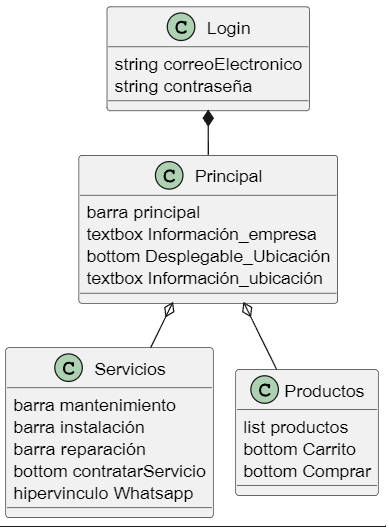 C Login
string correoElectronico
string contraseña
C Principal
barra principal
textbox Información_empresa
bottom Desplegable_Ubicación
textbox Información_ubicación
C Servicios
barra mantenimiento
barra instalación
barra reparación
bottom contratarServicio
hipervinculo Whatsapp
C Productos
list productos
bottom Carrito
bottom Comprar